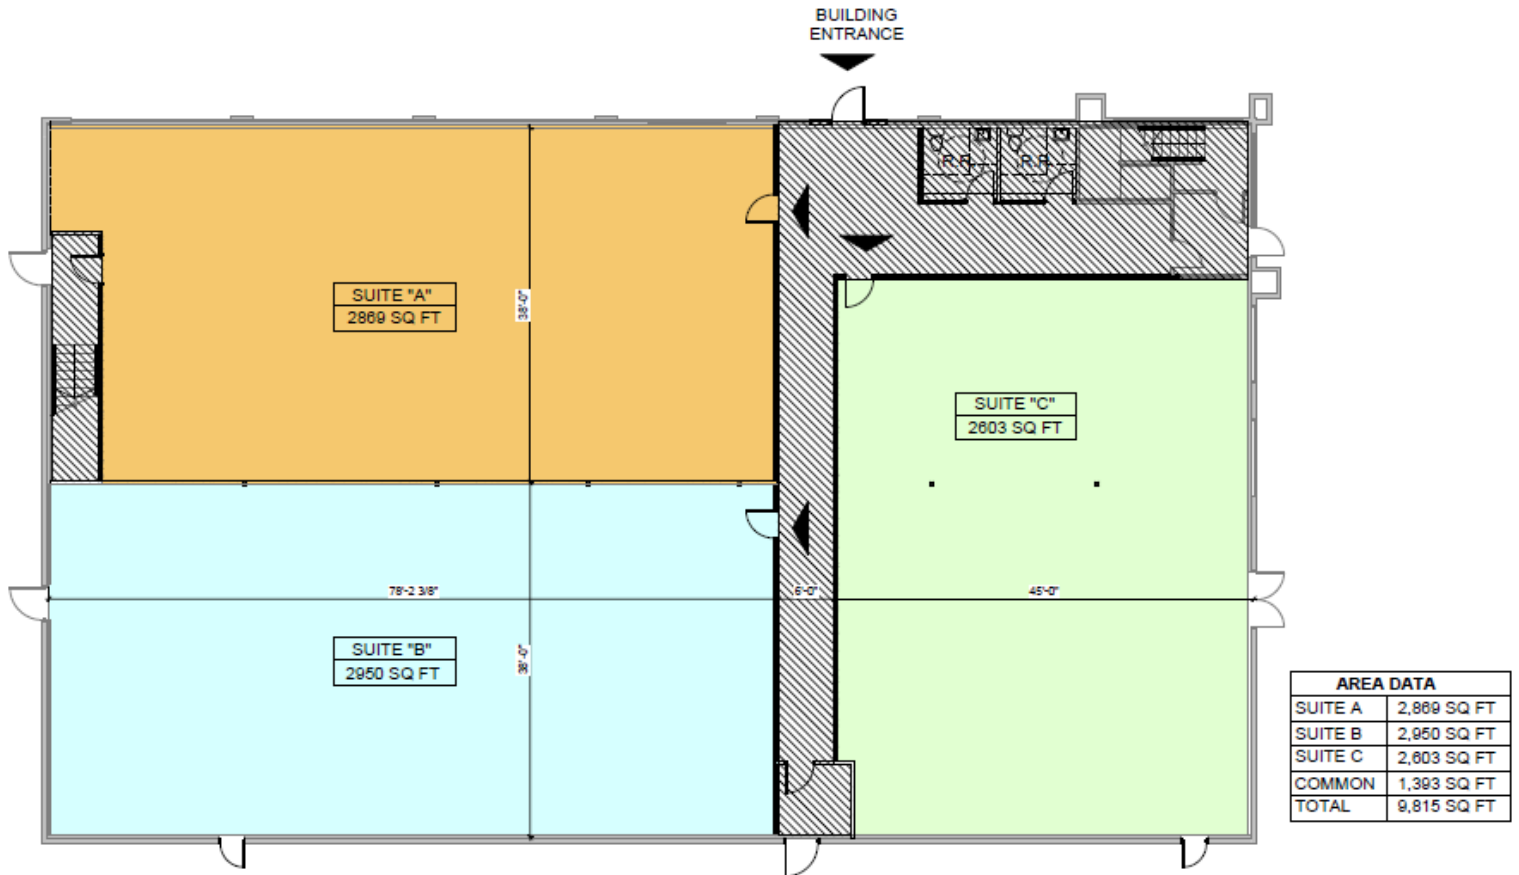 BUILDING
ENTRANCE
R.R.
R.R.
SUITE "A"
2869 SQ FT
38'-0"
SUITE "C"
2603 SQ FT
78'-2 3/8"
6'-0"
45'-0"
SUITE "B"
2950 SQ FT
38'-0"
AREA DATA
SUITE A 2,869 SQ FT
SUITE B 2,950 SQ FT
SUITE C 2,603 SQ FT
COMMON 1,393 SQ FT
TOTAL 9,815 SQ FT